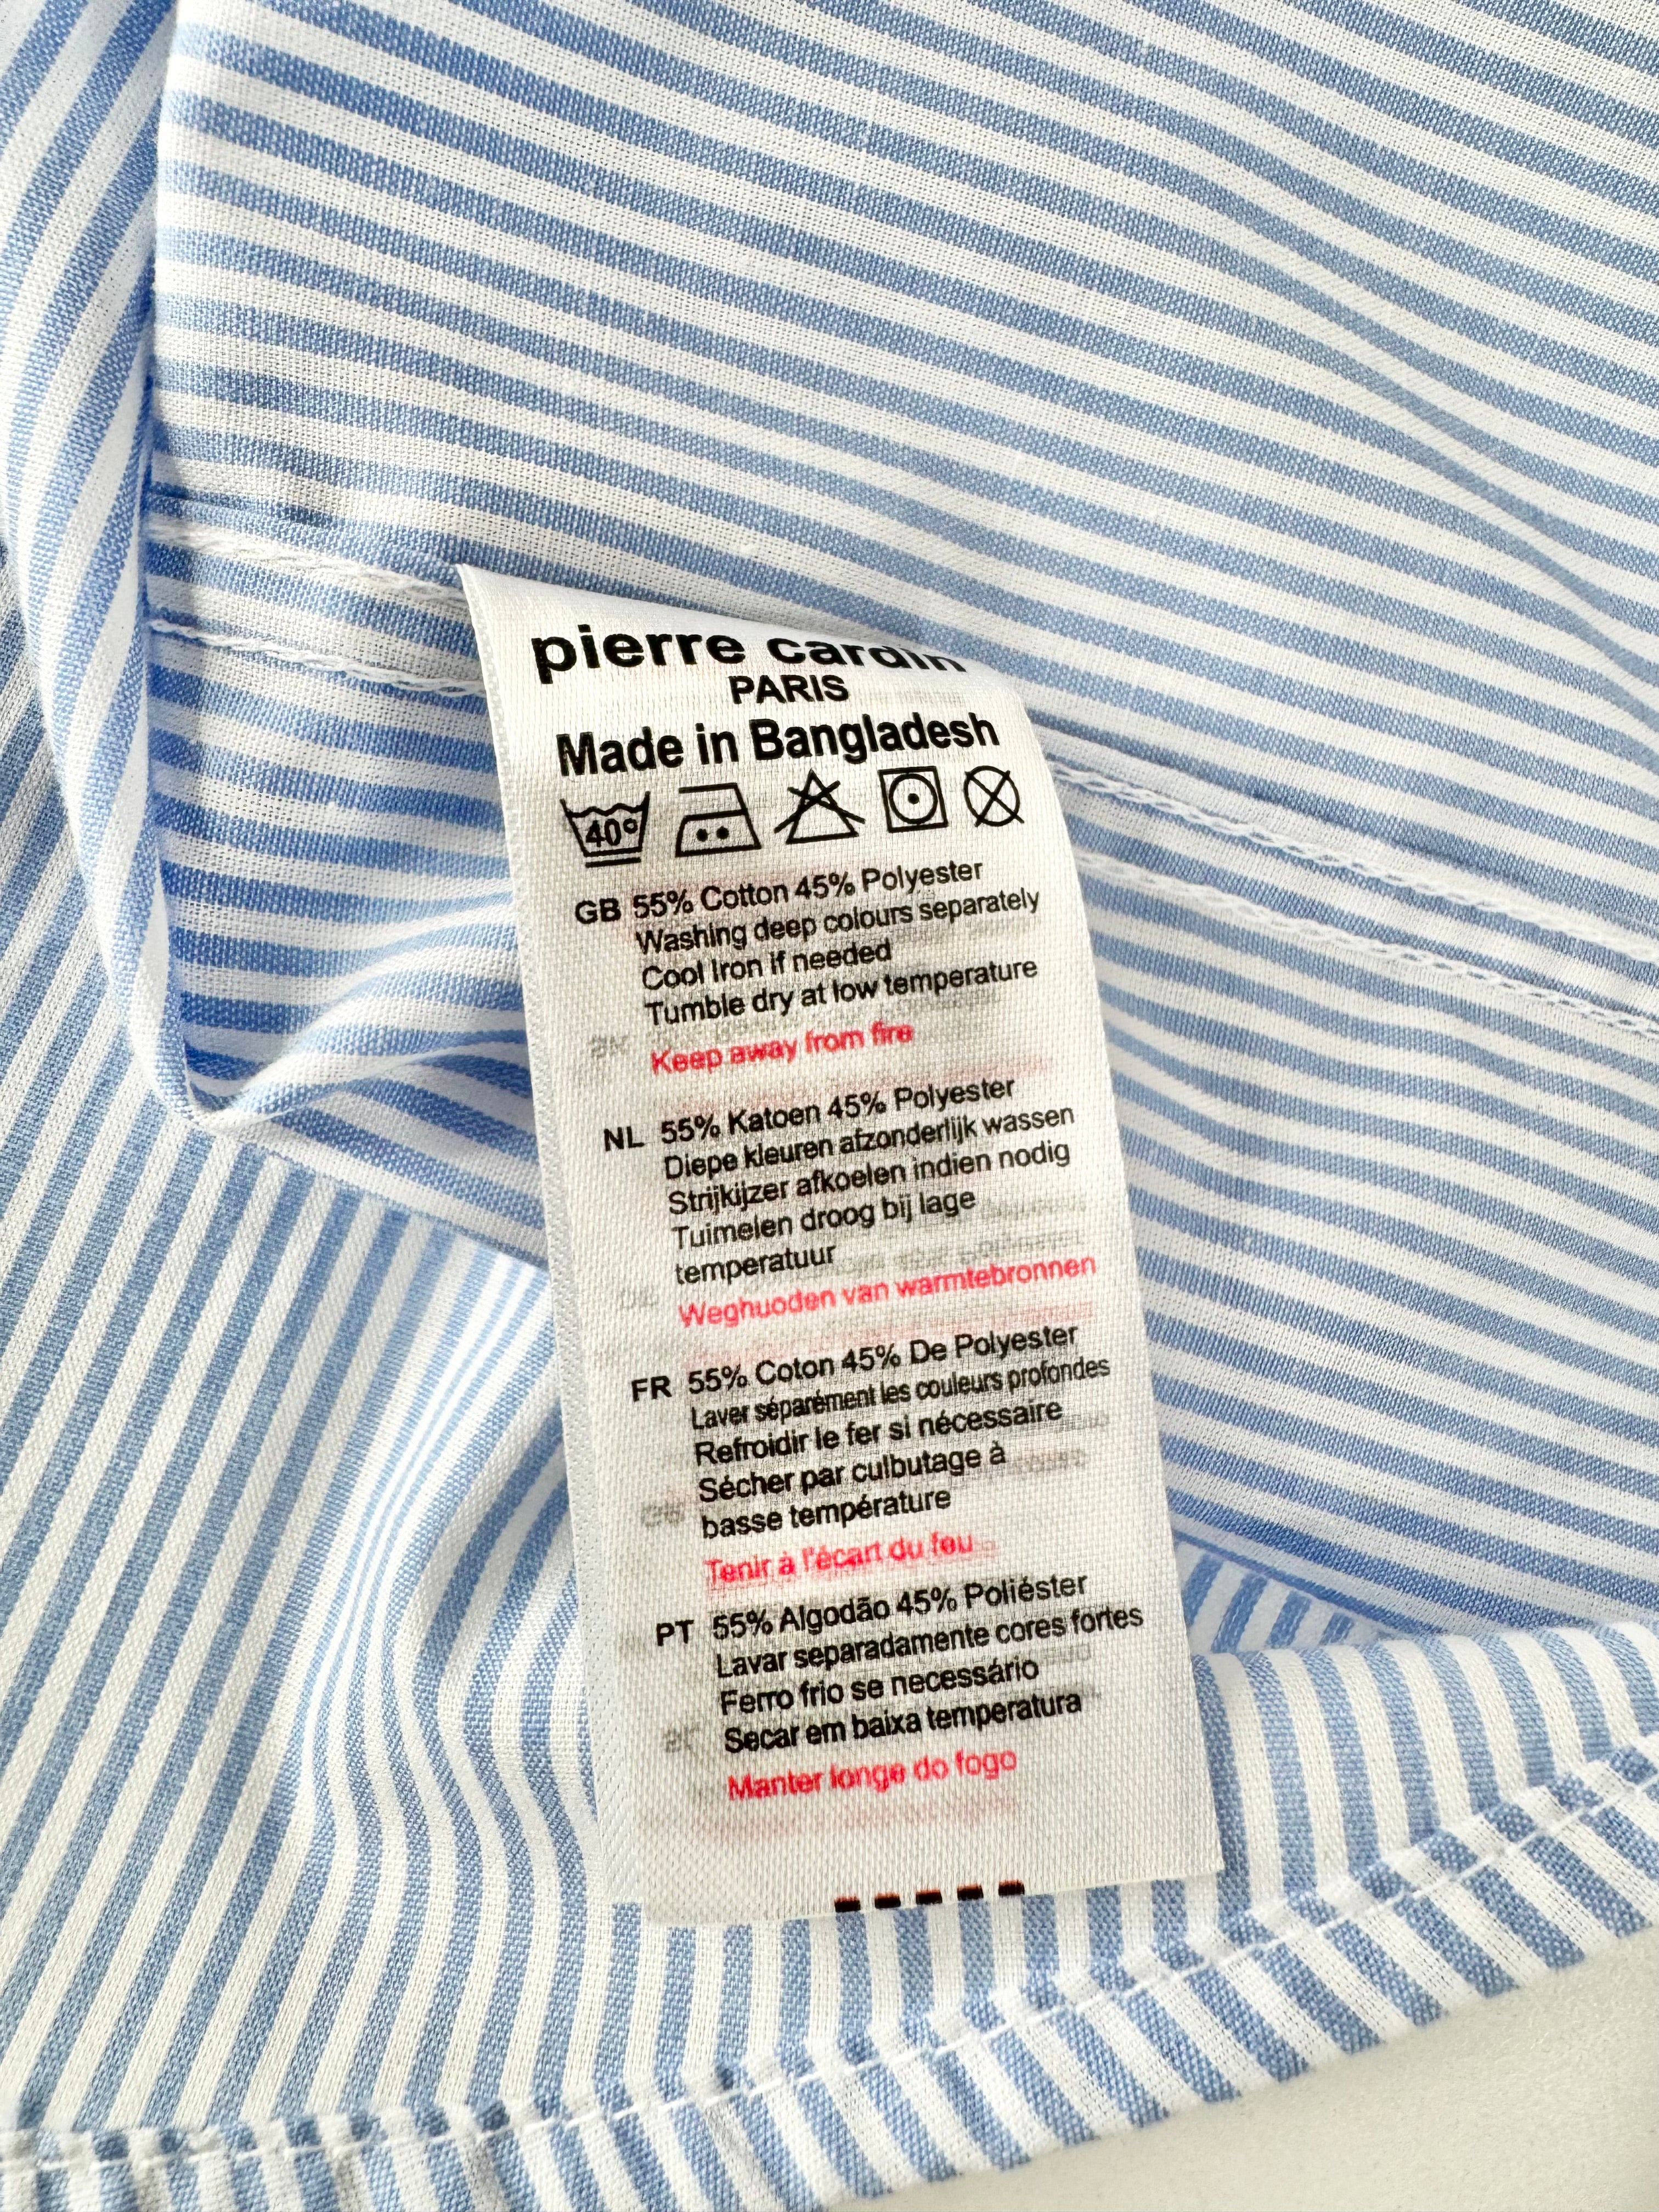 pierre cardin
PARIS
Made in Bangladesh
40°
GB 55% Cotton 45% Polyester
Washing deep colours separately
Cool Iron if needed
Tumble dry at low temperature
Keep away from fire
NL 55% Katoen 45% Polyester
Diepe kleuren afzonderlijk wassen
Strijkijzer afkoelen indien nodig
Tuimelen droog bij lage
temperatuur
Weghuoden van warmtebronnen
FR 55% Coton 45% De Polyester
Laver séparément les couleurs profondes
Refroidir le fer si nécessaire
Sécher par culbutage à
basse température
Tenir à l'écart du feu
PT 55% Algodão 45% Poliéster
Lavar separadamente cores fortes
Ferro frio se necessário
Secar em baixa temperatura
Manter longe do fogo